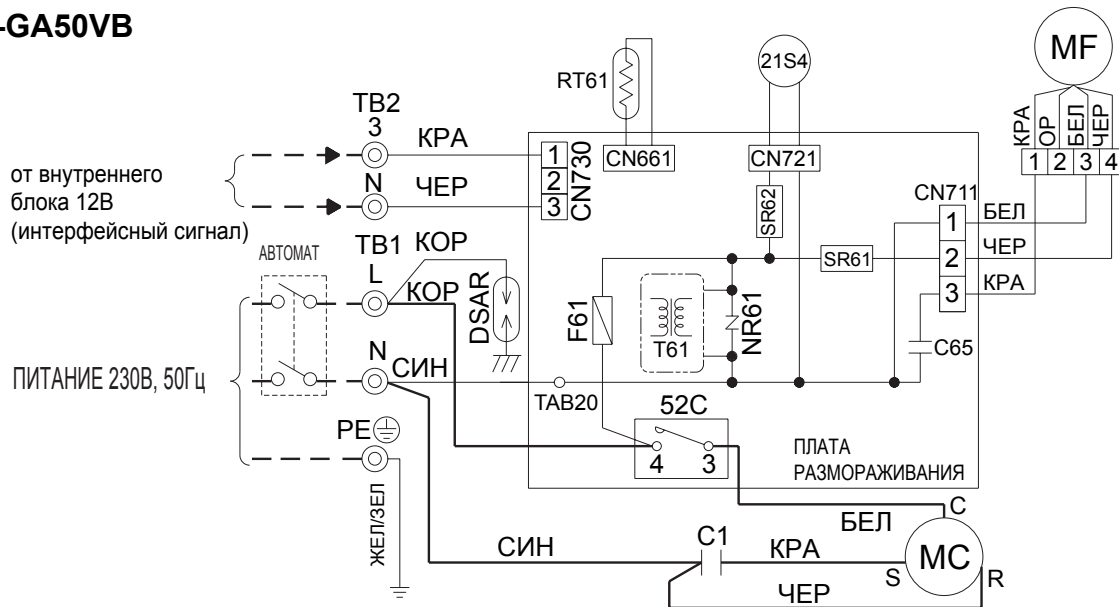 -GA50VB
MF
21S4
RT61
TB2
3
КРА
КРА
ОР
БЕЛ
ЧЕР
1 2 3 4
1
2
3
CN730
CN661
CN721
от внутреннего
блока 12В
(интерфейсный сигнал)
N
ЧЕР
SR62
CN711
1
БЕЛ
2
ЧЕР
3
КРА
АВТОМАТ
TB1
L
КОР
КОР
DSAR
F61
T61
NR61
SR61
C65
ПИТАНИЕ 230В, 50Гц
N
СИН
TAB20
52C
4 3
ПЛАТА
РАЗМОРАЖИВАНИЯ
PE
ЖЕЛ/ЗЕЛ
БЕЛ
C
СИН
C1
КРА
S
MC
R
ЧЕР